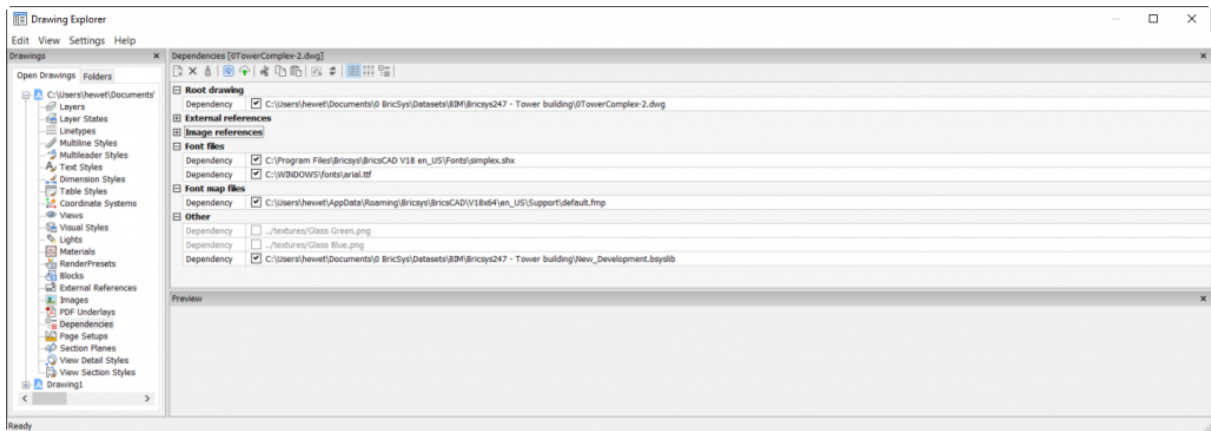 Drawing Explorer
Edit View Settings Help
Drawings
Open Drawings Folders
C:\Users\hewet\Documents'
Layers
Layer States
Linetypes
Multiline Styles
Multileader Styles
Text Styles
Dimension Styles
Table Styles
Coordinate Systems
Views
Visual Styles
Lights
Materials
RenderPresets
Blocks
External References
Images
PDF Underlays
Dependencies
Page Setups
Section Planes
View Detail Styles
View Section Styles
Drawing1
Dependencies [0TowerComplex-2.dwg]
Root drawing
Dependency C:\Users\hewet\Documents\0 BricSys\Datasets\BIM\Bricsys247 - Tower building\0TowerComplex-2.dwg
External references
Image references
Font files
Dependency C:\Program Files\Bricsys\BricsCAD V18 en_US\Fonts\simplex.shx
Dependency C:\WINDOWS\fonts\arial.ttf
Font map files
Dependency C:\Users\hewet\AppData\Roaming\Bricsys\BricsCAD\V18x64\en_US\Support\default.fmp
Other
Dependency ../textures/Glass Green.png
Dependency ../textures/Glass Blue.png
Dependency C:\Users\hewet\Documents\0 BricSys\Datasets\BIM\Bricsys247 - Tower building\New_Development.bsyslib
Preview
Ready